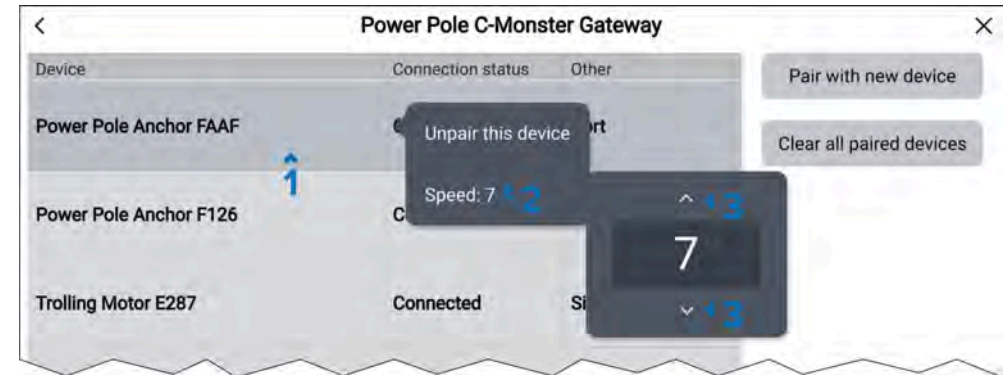 Power Pole C-Monster Gateway
Device Connection status Other
Pair with new device
Power Pole Anchor FAAF
Unpair this device
Clear all paired devices
1
Speed: 7 2
3
Power Pole Anchor F126
7
Trolling Motor E287 Connected
3